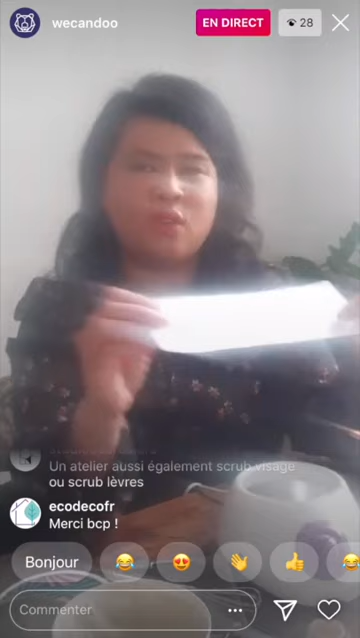 wecandoo
EN DIRECT
28
Un atelier aussi également scrub visage
ou scrub lèvres
ecodecofr
Merci bcp !
Bonjour
Commenter